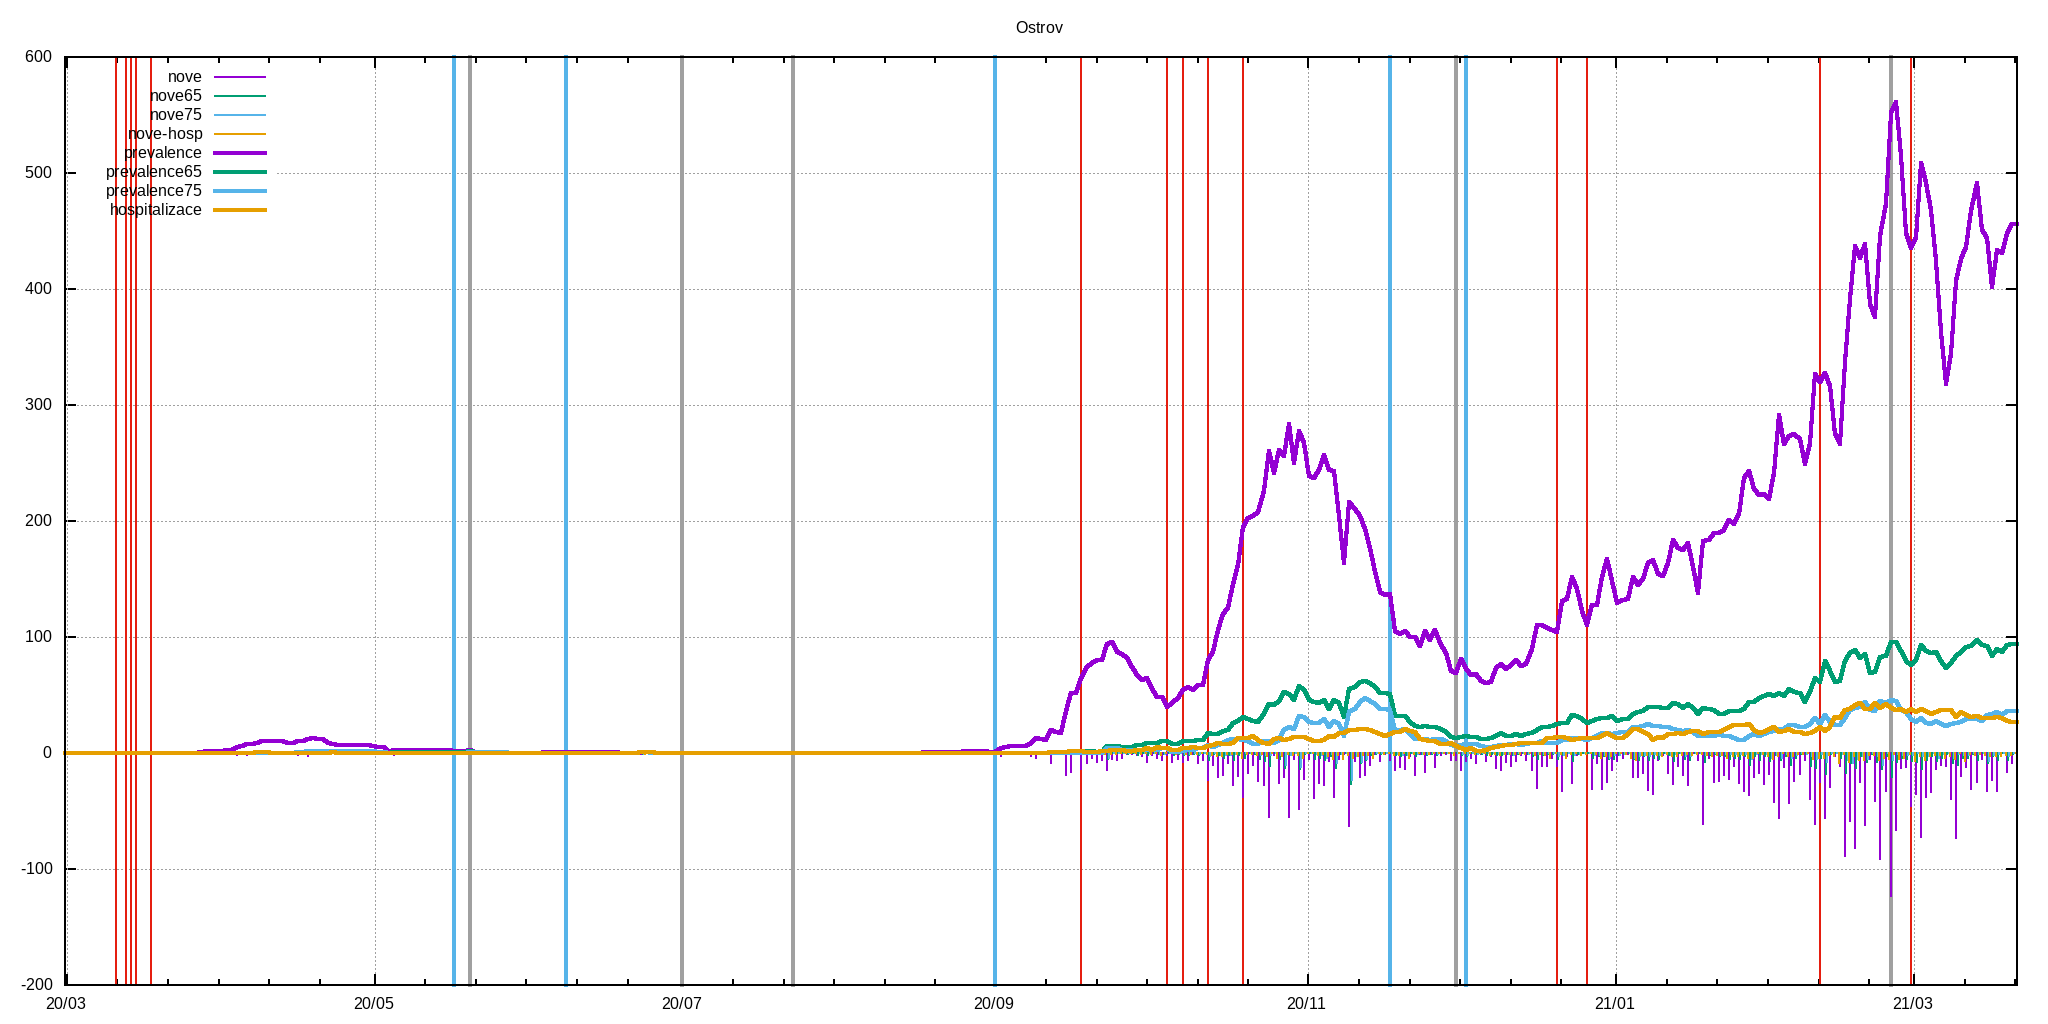 Ostrov
600
500
400
300
200
100
0
-100
-200
nove
nove65
nove75
nove-hosp
prevalence
prevalence65
prevalence75
hospitalizace
20/03
20/05
20/07
20/09
20/11
21/01
21/03